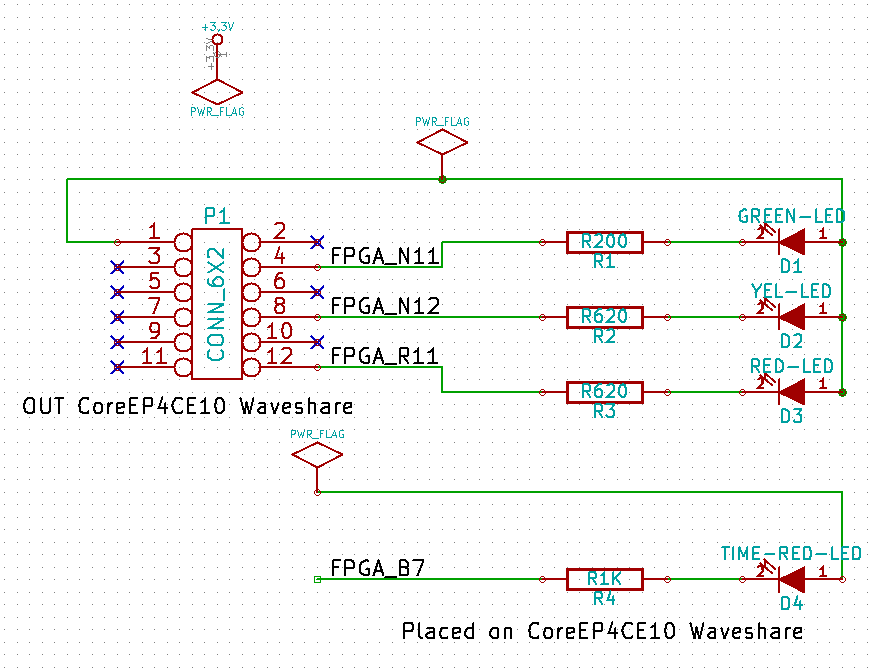 +3.3V
+3.3V
1
PWR_FLAG
PWR_FLAG
P1
GREEN-LED
1 2
R200
2 1
FPGA_N11
R1
D1
3 4
CONN_6X2
5 6
YEL-LED
7 8
FPGA_N12
R620
2 1
R2
D2
9 10
RED-LED
11 12
FPGA_R11
R620
2 1
R3
D3
OUT CoreEP4CE10 Waveshare
PWR_FLAG
TIME-RED-LED
FPGA_B7
R1K
2 1
R4
D4
Placed on CoreEP4CE10 Waveshare